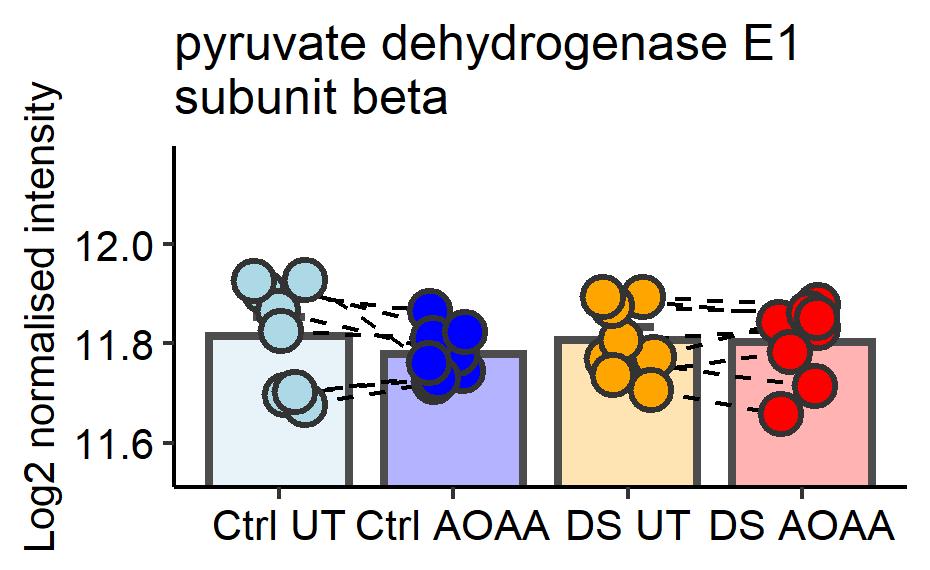 pyruvate dehydrogenase E1
subunit beta
Log2 normalised intensity
12.0
11.8
11.6
Ctrl UT Ctrl AOAA DS UT DS AOAA